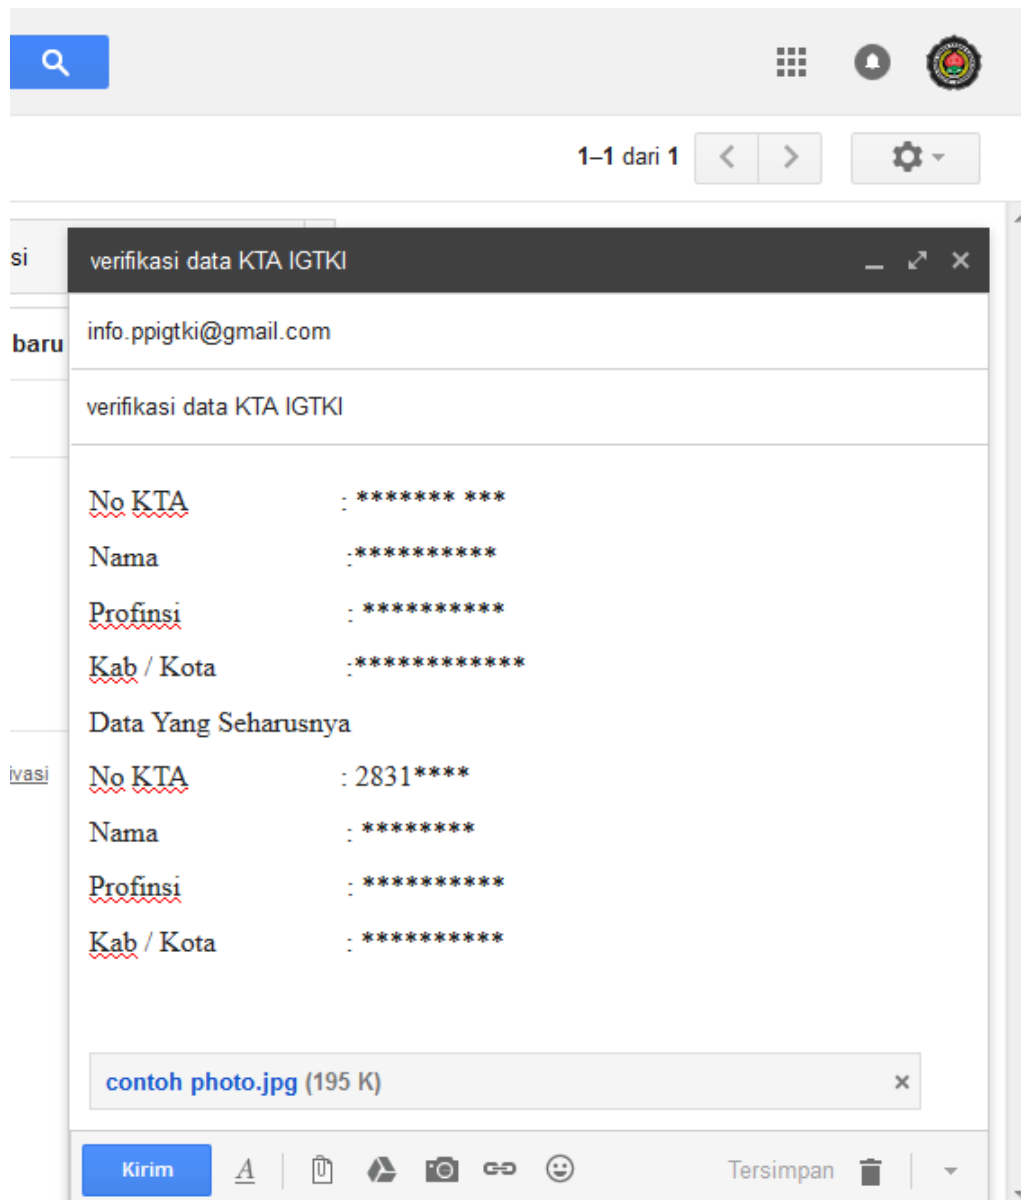 1–1 dari 1
si
verifikasi data KTA IGTKI
baru
info.ppigtki@gmail.com
verifikasi data KTA IGTKI
No KTA : ******* ***
Nama :**********
Profinsi : **********
Kab / Kota :************
Data Yang Seharusnya
ivasi
No KTA : 2831****
Nama : ********
Profinsi : **********
Kab / Kota : **********
contoh photo.jpg (195 K)
Kirim A Tersimpan